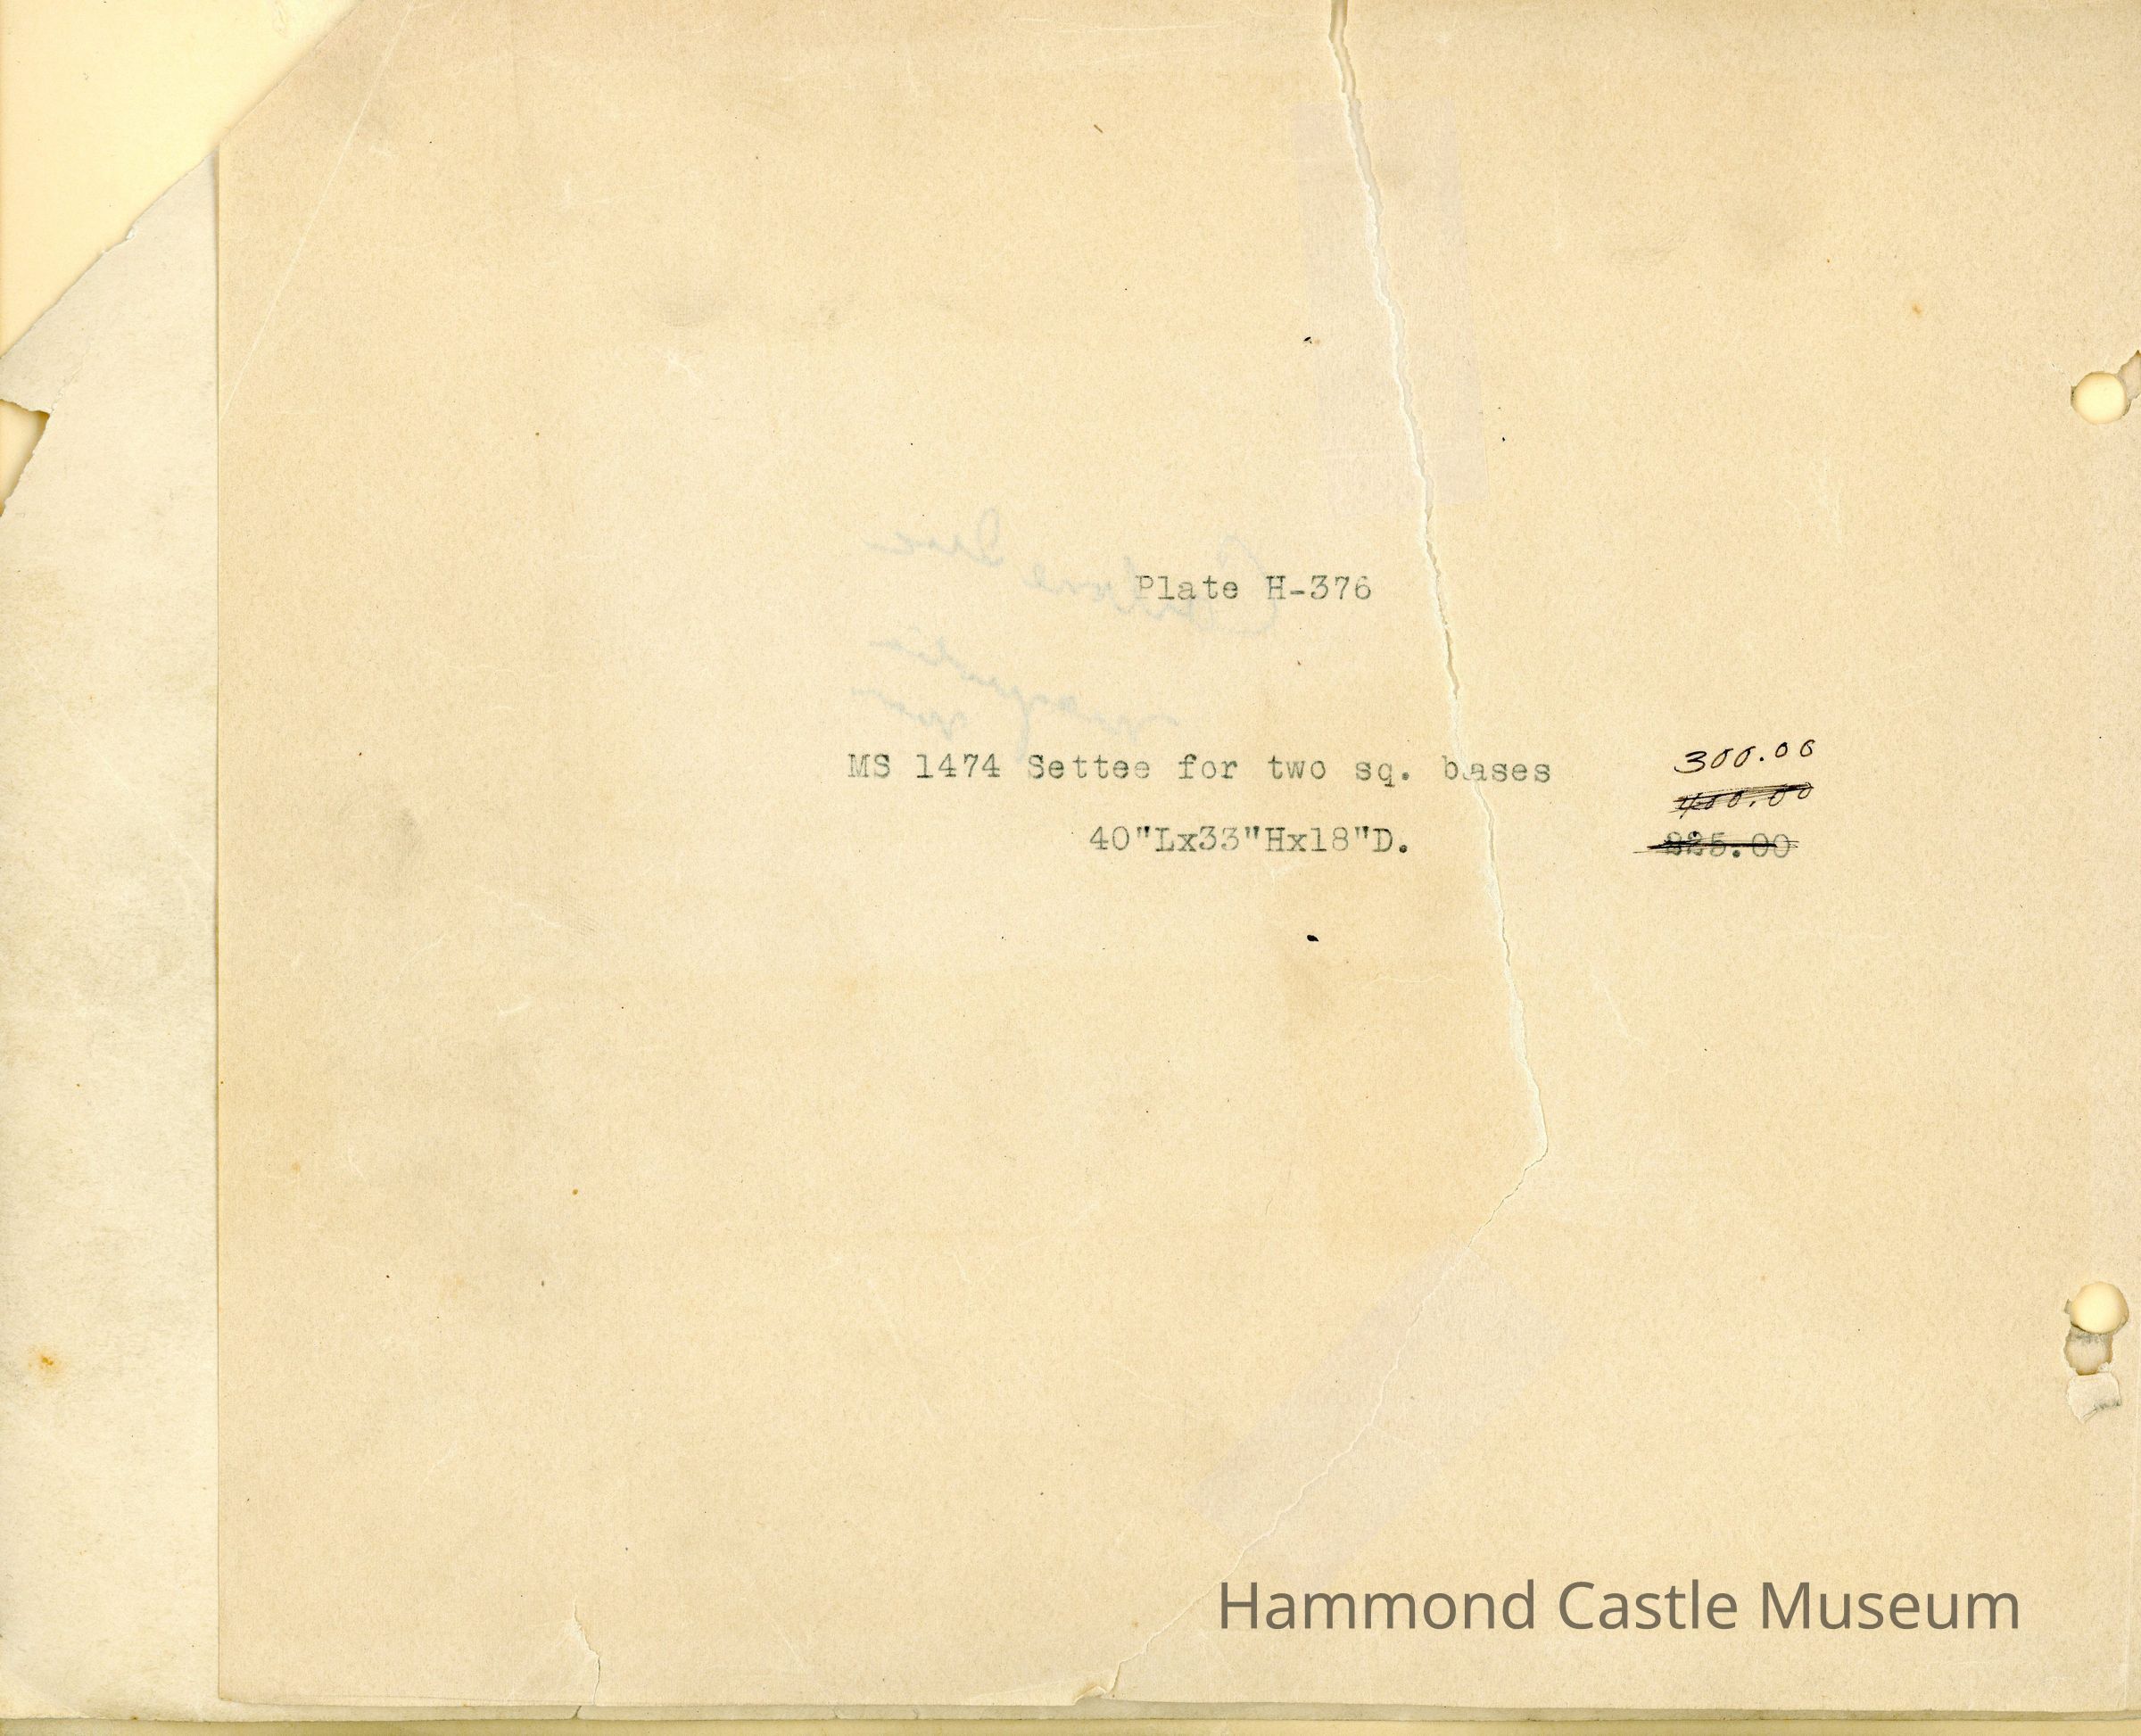 Plate H-376
MS 1474 Settee for two sq. bases
300.00
400.00
40"Lx33"Hx18"D.
225.00
Hammond Castle Museum